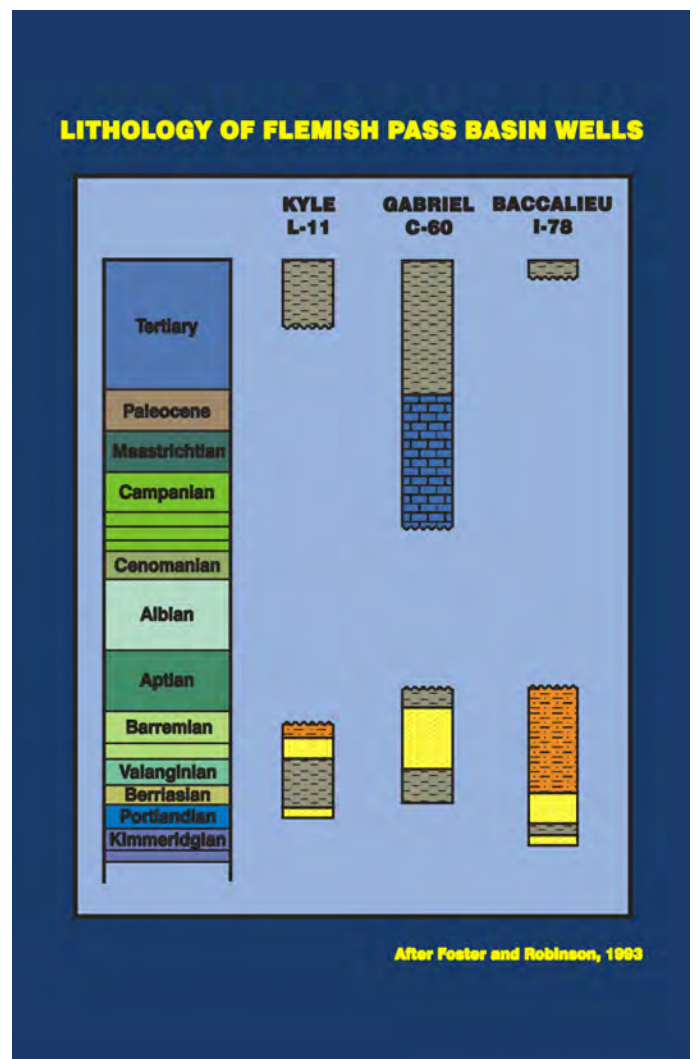 LITHOLOGY OF FLEMISH PASS BASIN WELLS
KYLE
L-11
GABRIEL
C-60
BACCALIEU
I-78
Tertiary
Paleocene
Maastrichtian
Campanian
Cenomanian
Albian
Aptian
Barremian
Valanginian
Berriasian
Portlandian
Kimmeridgian
After Foster and Robinson, 1993